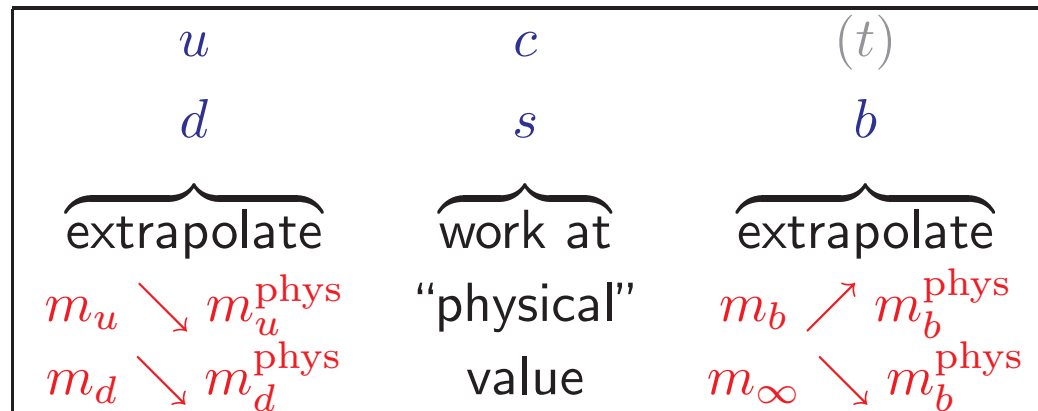 u c (t)
d s b
extrapolate work at extrapolate
m_u ↘ m_u^phys “physical” m_b ↗ m_b^phys
m_d ↘ m_d^phys value m_∞ ↘ m_b^phys